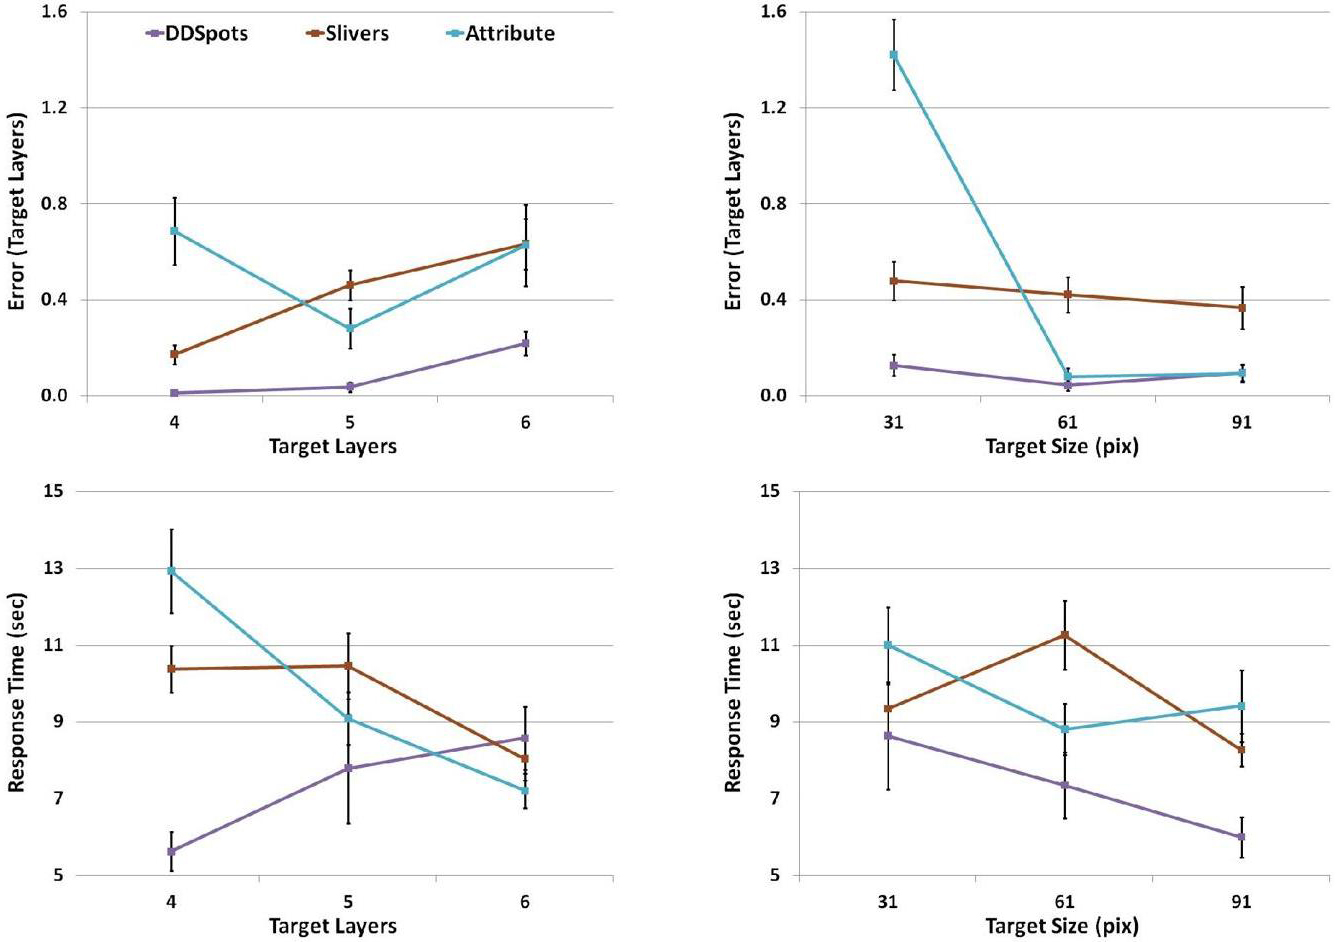 DDSpots Slivers Attribute
Error (Target Layers)
1.6
1.2
0.8
0.4
0.0
4 5 6
Target Layers
Error (Target Layers)
1.6
1.2
0.8
0.4
0.0
31 61 91
Target Size (pix)
Response Time (sec)
15
13
11
9
7
5
4 5 6
Target Layers
Response Time (sec)
15
13
11
9
7
5
31 61 91
Target Size (pix)